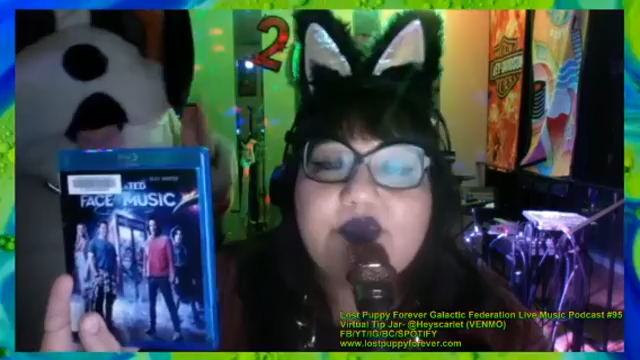 2
FACE THE MUSIC
Lost Puppy Forever Galactic Federation Live Music Podcast #95
Virtual Tip Jar- @Heyscarlet (VENMO)
FB/YT/IG/BC/SPOTIFY
www.lostpuppyforever.com